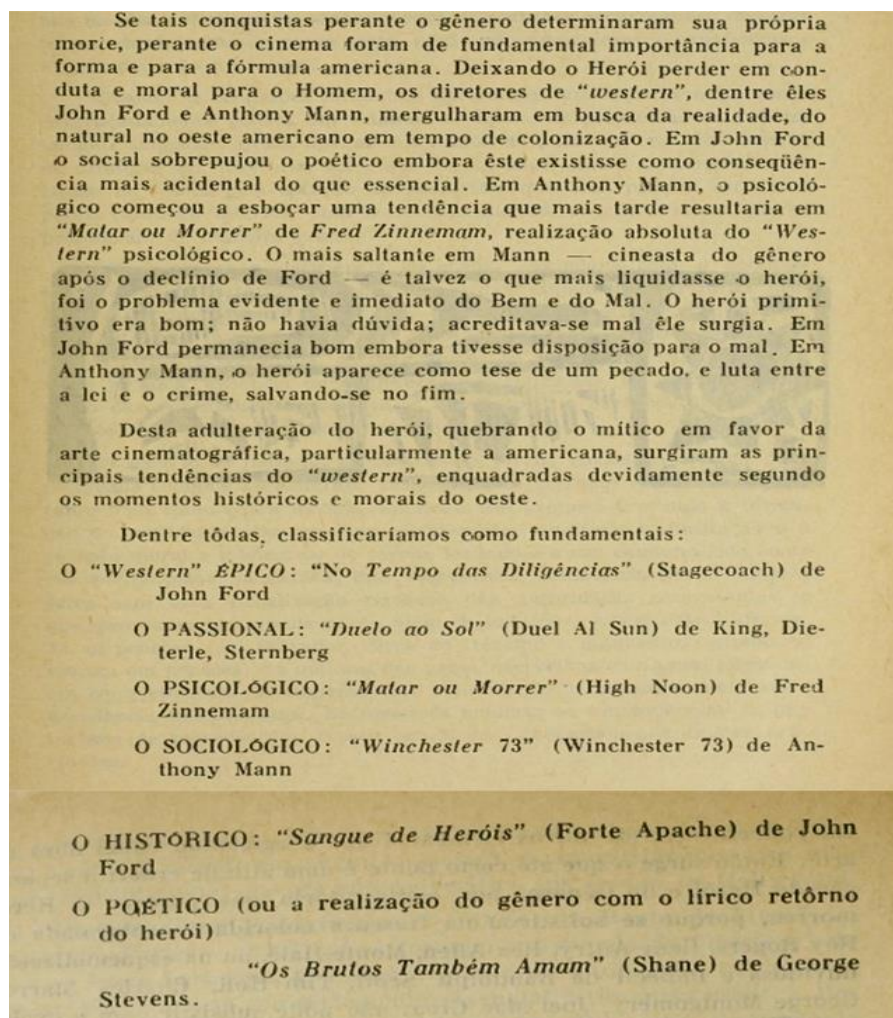 Se tais conquistas perante o gênero determinaram sua própria
morte, perante o cinema foram de fundamental importância para a
forma e para a fórmula americana. Deixando o Herói perder em con-
duta e moral para o Homem, os diretores de “western”, dentre êles
John Ford e Anthony Mann, mergulharam em busca da realidade, do
natural no oeste americano em tempo de colonização. Em John Ford
o social sobrepujou o poético embora êste existisse como conseqüên-
cia mais acidental do que essencial. Em Anthony Mann, o psicoló-
gico começou a esboçar uma tendência que mais tarde resultaria em
“Matar ou Morrer” de Fred Zinnemam, realização absoluta do “Wes-
tern” psicológico. O mais saltante em Mann — cineasta do gênero
após o declínio de Ford — é talvez o que mais liquidasse o herói,
foi o problema evidente e imediato do Bem e do Mal. O herói primi-
tivo era bom; não havia dúvida; acreditava-se mal êle surgia. Em
John Ford permanecia bom embora tivesse disposição para o mal. Em
Anthony Mann, o herói aparece como tese de um pecado. e luta entre
a lei e o crime, salvando-se no fim.
Desta adulteração do herói, quebrando o mítico em favor da
arte cinematográfica, particularmente a americana, surgiram as prin-
cipais tendências do “western”, enquadradas devidamente segundo
os momentos históricos e morais do oeste.
Dentre tôdas, classificaríamos como fundamentais:
O “Western” ÉPICO: “No Tempo das Diligências” (Stagecoach) de
John Ford
O PASSIONAL: “Duelo ao Sol” (Duel Al Sun) de King, Die-
terle, Sternberg
O PSICOLÓGICO: “Matar ou Morrer” (High Noon) de Fred
Zinnemam
O SOCIOLÓGICO: “Winchester 73” (Winchester 73) de An-
thony Mann
O HISTÓRICO: “Sangue de Heróis” (Forte Apache) de John
Ford
O POÉTICO (ou a realização do gênero com o lírico retôrno
do herói)
“Os Brutos Também Amam” (Shane) de George
Stevens.